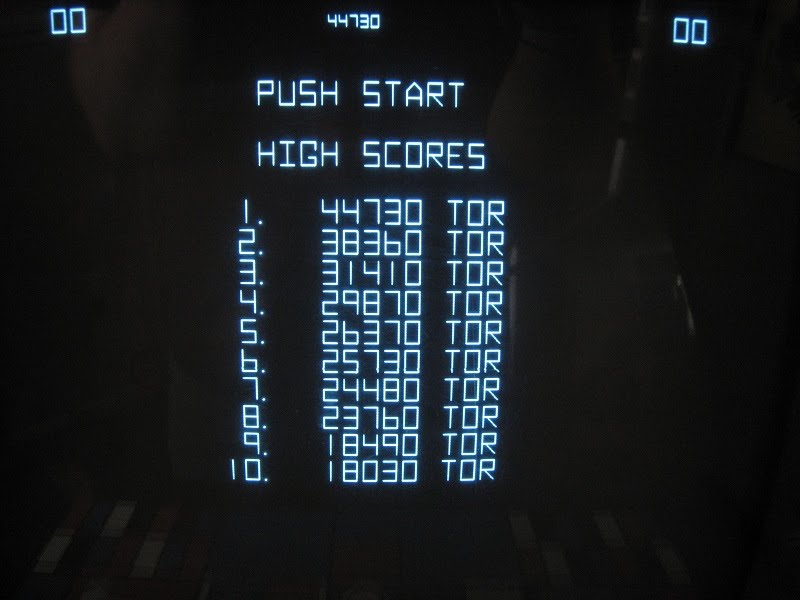 00 44730 00
PUSH START
HIGH SCORES
1. 44730 TOR
2. 38360 TOR
3. 31410 TOR
4. 29870 TOR
5. 26370 TOR
6. 25730 TOR
7. 24480 TOR
8. 23760 TOR
9. 18490 TOR
10. 18030 TOR